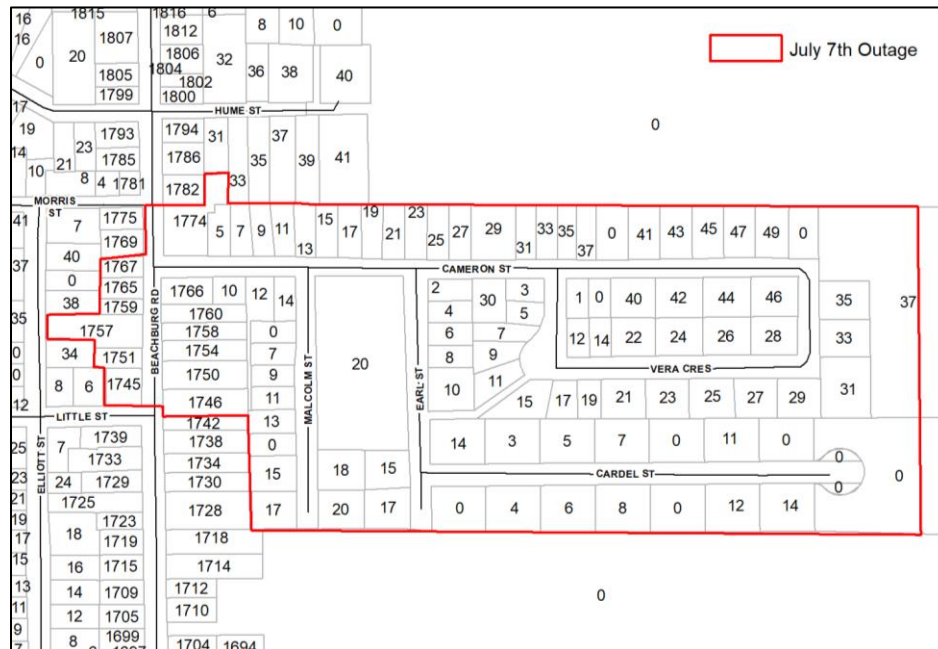 16 1815 1816 6
16 20 1807 1812 8 10 0
0 1806
1804 32
1805 1802 36 38 40
1799 1800
July 7th Outage
17 HUME ST
19 1793 1794 31 37
23 0
14 1785 1786 35 39 41
10 21
8 4 1781 1782 33
MORRIS ST
41 7 1775 1774 15 19 23
1769 5 7 9 11 17 21 25 27 29 33 35 0 41 43 45 47 49 0
13 31 37
37 40 1767 CAMERON ST
0 1765 1766 10 12 14 2 30 3 1 0 40 42 44 46 35 37
38 1759 1760 4 5
35 1757 1758 0 6 7 12 14 22 24 26 28 33
0 34 1751 1754 7 20 8 9
BEACHBURG RD
MALCOLM ST
EARL ST
VERA CRES
0 8 6 1745 1750 9 10 11 31
12 1746 11 15 17 19 21 23 25 27 29
LITTLE ST
1742 13
25 7 1739 1738 0 14 3 5 7 0 11 0
ELLIOTT ST
1733 1734 0
23 24 1729 1730 15 18 15 CARDEL ST 0
21 1725 0
19 18 1723 1728 17 20 17 0 4 6 8 0 12 14
17 1719 1718
15 16 1715 1714
13 14 1709 1712 0
11 12 1705 1710
9 8 1699
7 1704 1694